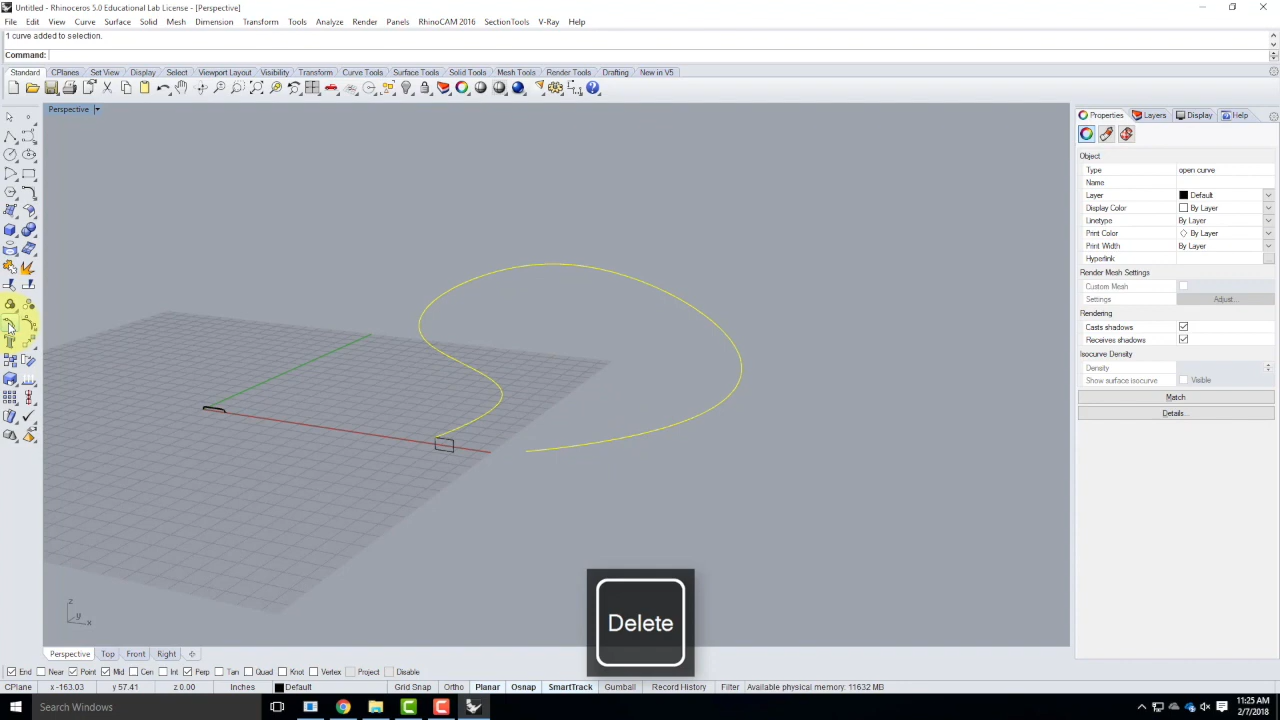 Untitled - Rhinoceros 5.0 Educational Lab License - [Perspective]
File Edit View Curve Surface Solid Mesh Dimension Transform Tools Analyze Render Panels RhinoCAM 2016 SectionTools V-Ray Help
1 curve added to selection.
Command:
Standard CPlanes Set View Display Select Viewport Layout Visibility Transform Curve Tools Surface Tools Solid Tools Mesh Tools Render Tools Drafting New in V5
Perspective
Properties Layers Display Help
Object
Type open curve
Name
Layer Default
Display Color By Layer
Linetype By Layer
Print Color By Layer
Print Width By Layer
Hyperlink ...
Render Mesh Settings
Custom Mesh
Settings Adjust...
Rendering
Casts shadows
Receives shadows
Isocurve Density
Density
Show surface isocurve Visible
Match
Details...
z
y
x
Delete
Perspective Top Front Right
End Near Point Mid Cen Int Perp Tan Quad Knot Vertex Project Disable
CPlane x -163.03 y 57.41 z 0.00 Inches Default Grid Snap Ortho Planar Osnap SmartTrack Gumball Record History Filter Available physical memory: 11632 MB
Search Windows
11:25 AM
2/7/2018